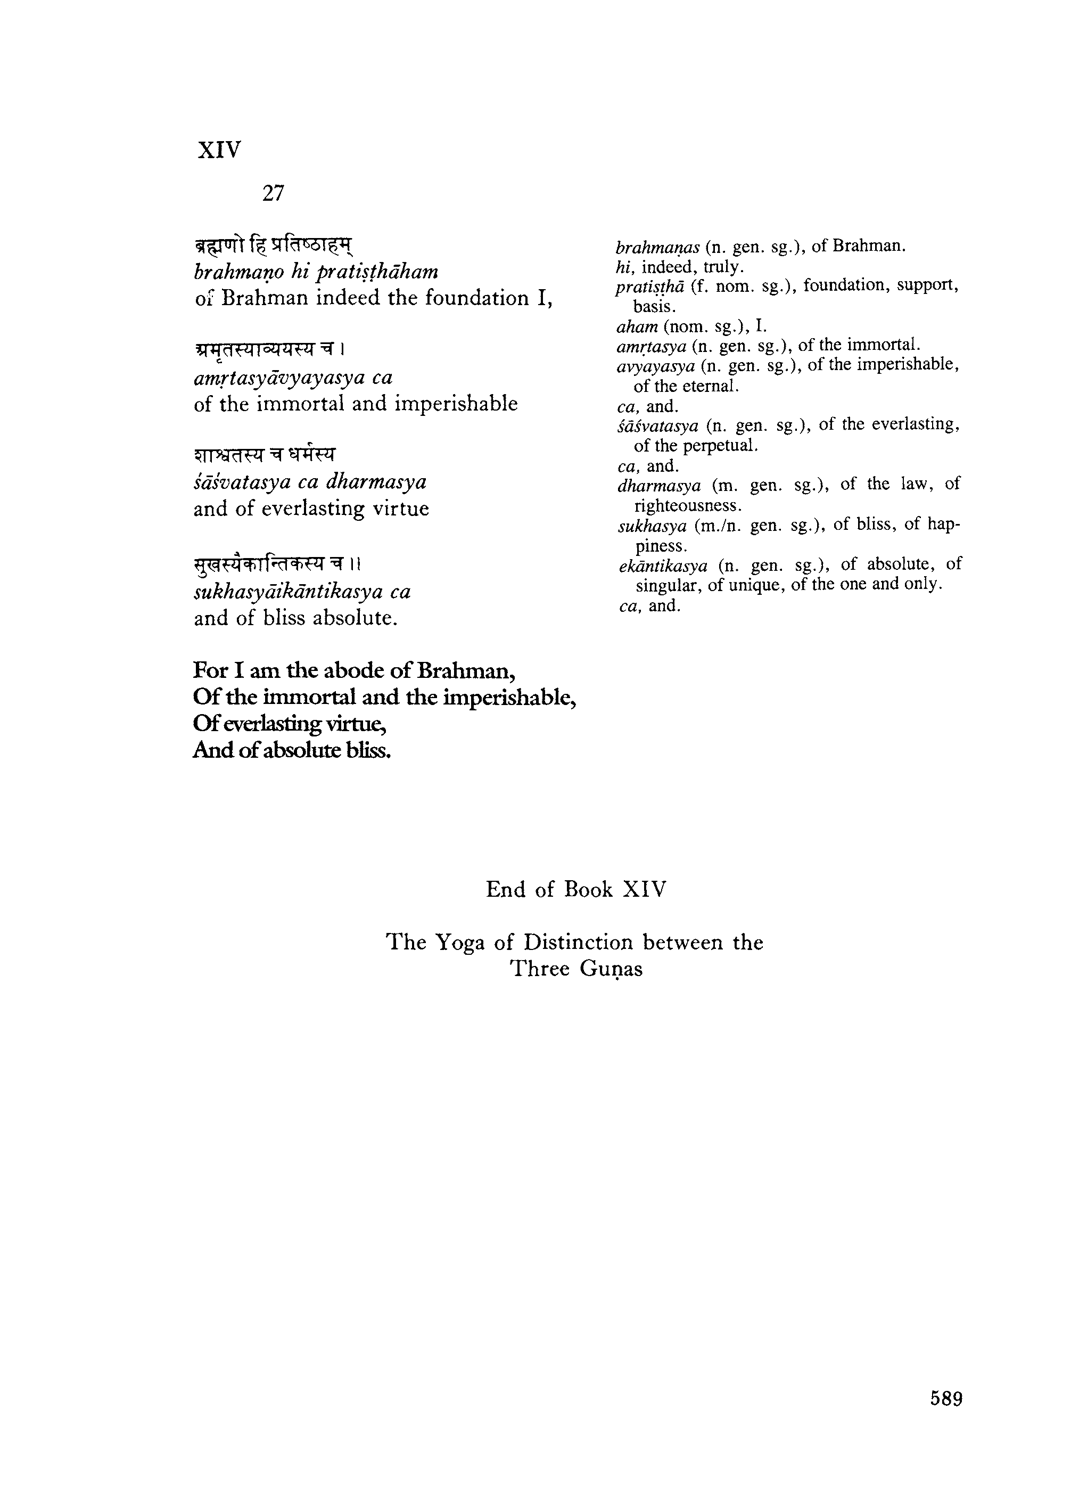 XIV
27
ब्रह्मणो हि प्रतिष्ठाहम्
brahmaṇo hi pratiṣṭhāham
of Brahman indeed the foundation I,
अमृतस्याव्ययस्य च ।
amṛtasyāvyayasya ca
of the immortal and imperishable
शाश्वतस्य च धर्मस्य
śāśvatasya ca dharmasya
and of everlasting virtue
सुखस्यैकान्तिकस्य च ।।
sukhasyāikāntikasya ca
and of bliss absolute.
For I am the abode of Brahman,
Of the immortal and the imperishable,
Of everlasting virtue,
And of absolute bliss.
brahmaṇas (n. gen. sg.), of Brahman.
hi, indeed, truly.
pratiṣṭhā (f. nom. sg.), foundation, support,
basis.
aham (nom. sg.), I.
amṛtasya (n. gen. sg.), of the immortal.
avyayasya (n. gen. sg.), of the imperishable,
of the eternal.
ca, and.
śāśvatasya (n. gen. sg.), of the everlasting,
of the perpetual.
ca, and.
dharmasya (m. gen. sg.), of the law, of
righteousness.
sukhasya (m./n. gen. sg.), of bliss, of hap-
piness.
ekāntikasya (n. gen. sg.), of absolute, of
singular, of unique, of the one and only.
ca, and.
End of Book XIV
The Yoga of Distinction between the
Three Guṇas
589